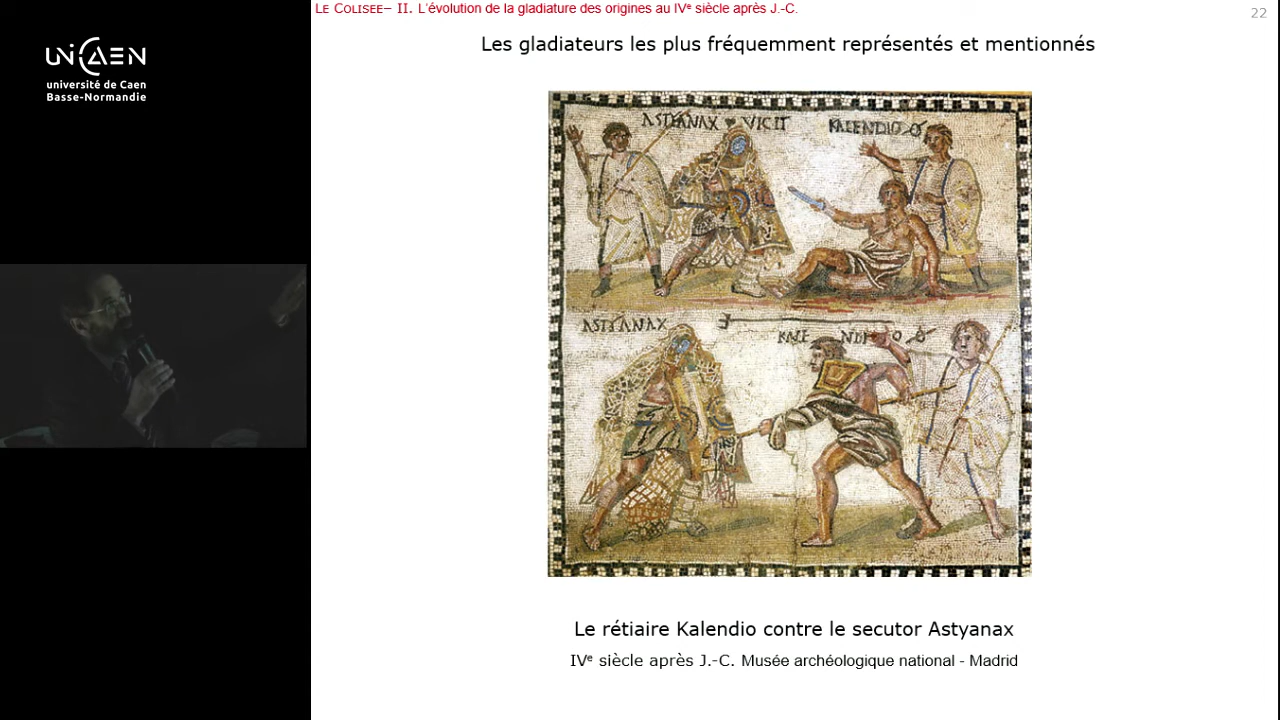 LE COLISEE– II. L'évolution de la gladiature des origines au IVe siècle après J.-C.
22
UNICAEN
université de Caen
Basse-Normandie
Les gladiateurs les plus fréquemment représentés et mentionnés
ASTYANAX VICIT KALENDIO Ø
ASTYANAX KALENDIO Ø
Le rétiaire Kalendio contre le secutor Astyanax
IVe siècle après J.-C. Musée archéologique national - Madrid